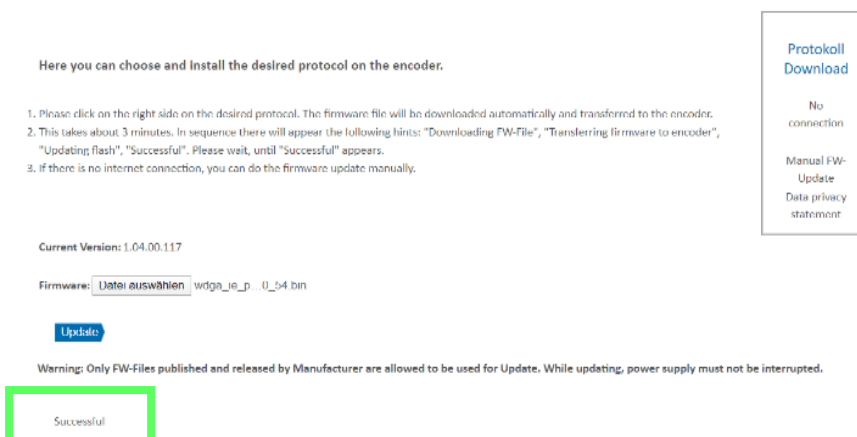 Here you can choose and install the desired protocol on the encoder.
1. Please click on the right side on the desired protocol. The firmware file will be downloaded automatically and transferred to the encoder.
2. This takes about 3 minutes. In sequence there will appear the following hints: "Downloading FW-File", "Transferring firmware to encoder",
"Updating flash", "Successful". Please wait, until "Successful" appears.
3. If there is no internet connection, you can do the firmware update manually.
Current Version: 1.04.00.117
Firmware: Datei auswählen wdga_ie_p...0_54.bin
Update
Warning: Only FW-Files published and released by Manufacturer are allowed to be used for Update. While updating, power supply must not be interrupted.
Successful
Protokoll
Download
No
connection
Manual FW-
Update
Data privacy
statement